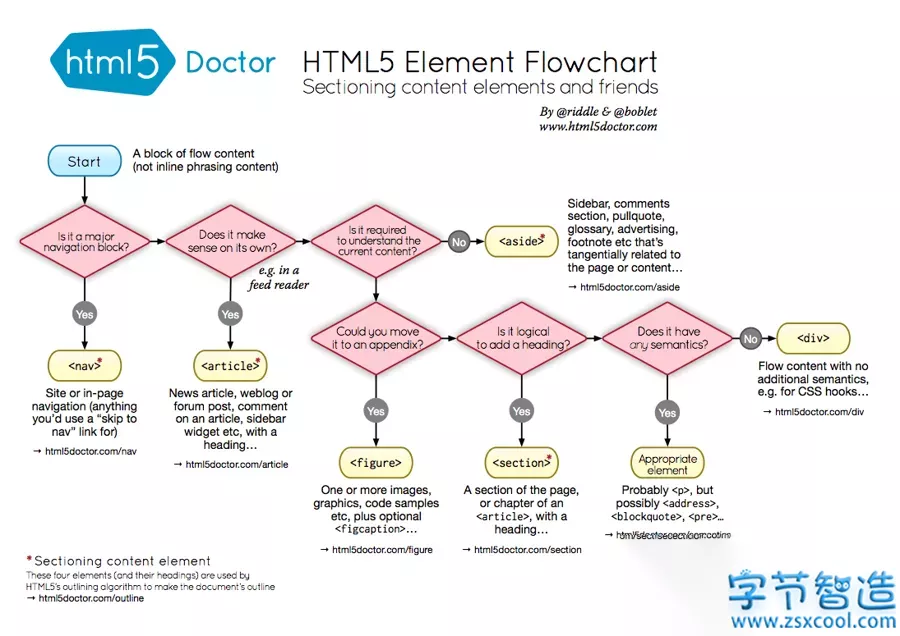 html5 Doctor
HTML5 Element Flowchart
Sectioning content elements and friends
By @riddle & @boblet
www.html5doctor.com
Start
A block of flow content
(not inline phrasing content)
Is it a major
navigation block?
Does it make
sense on its own?
e.g. in a
feed reader
Is it required
to understand the
current content?
No
<aside>*
Sidebar, comments
section, pullquote,
glossary, advertising,
footnote etc that's
tangentially related to
the page or content…
→ html5doctor.com/aside
Yes
<nav>*
Site or in-page
navigation (anything
you'd use a “skip to
nav” link for)
→ html5doctor.com/nav
Yes
<article>*
News article, weblog or
forum post, comment
on an article, sidebar
widget etc, with a
heading…
→ html5doctor.com/article
Could you move
it to an appendix?
Is it logical
to add a heading?
Does it have
any semantics?
No
<div>
Flow content with no
additional semantics,
e.g. for CSS hooks…
→ html5doctor.com/div
Yes
<figure>
One or more images,
graphics, code samples
etc, plus optional
<figcaption>…
→ html5doctor.com/figure
Yes
<section>*
A section of the page,
or chapter of an
<article>, with a
heading…
→ html5doctor.com/section
Yes
Appropriate
element
Probably <p>, but
possibly <address>,
<blockquote>, <pre>…
*Sectioning content element
These four elements (and their headings) are used by
HTML5's outlining algorithm to make the document's outline
→ html5doctor.com/outline
字节智造
www.zsxcool.com